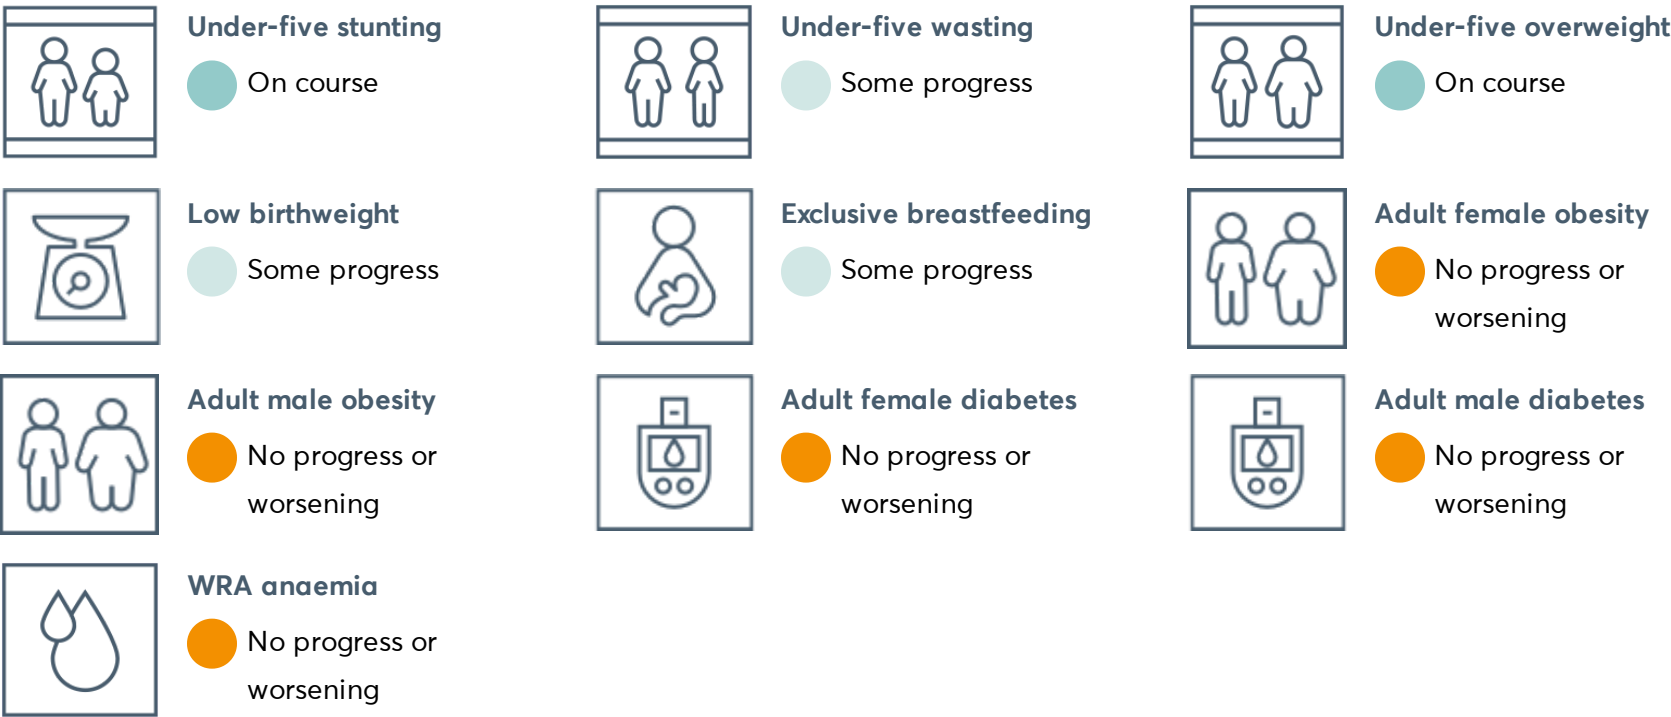 Under-five stunting
On course
Under-five wasting
Some progress
Under-five overweight
On course
Low birthweight
Some progress
Exclusive breastfeeding
Some progress
Adult female obesity
No progress or
worsening
Adult male obesity
No progress or
worsening
Adult female diabetes
No progress or
worsening
Adult male diabetes
No progress or
worsening
WRA anaemia
No progress or
worsening